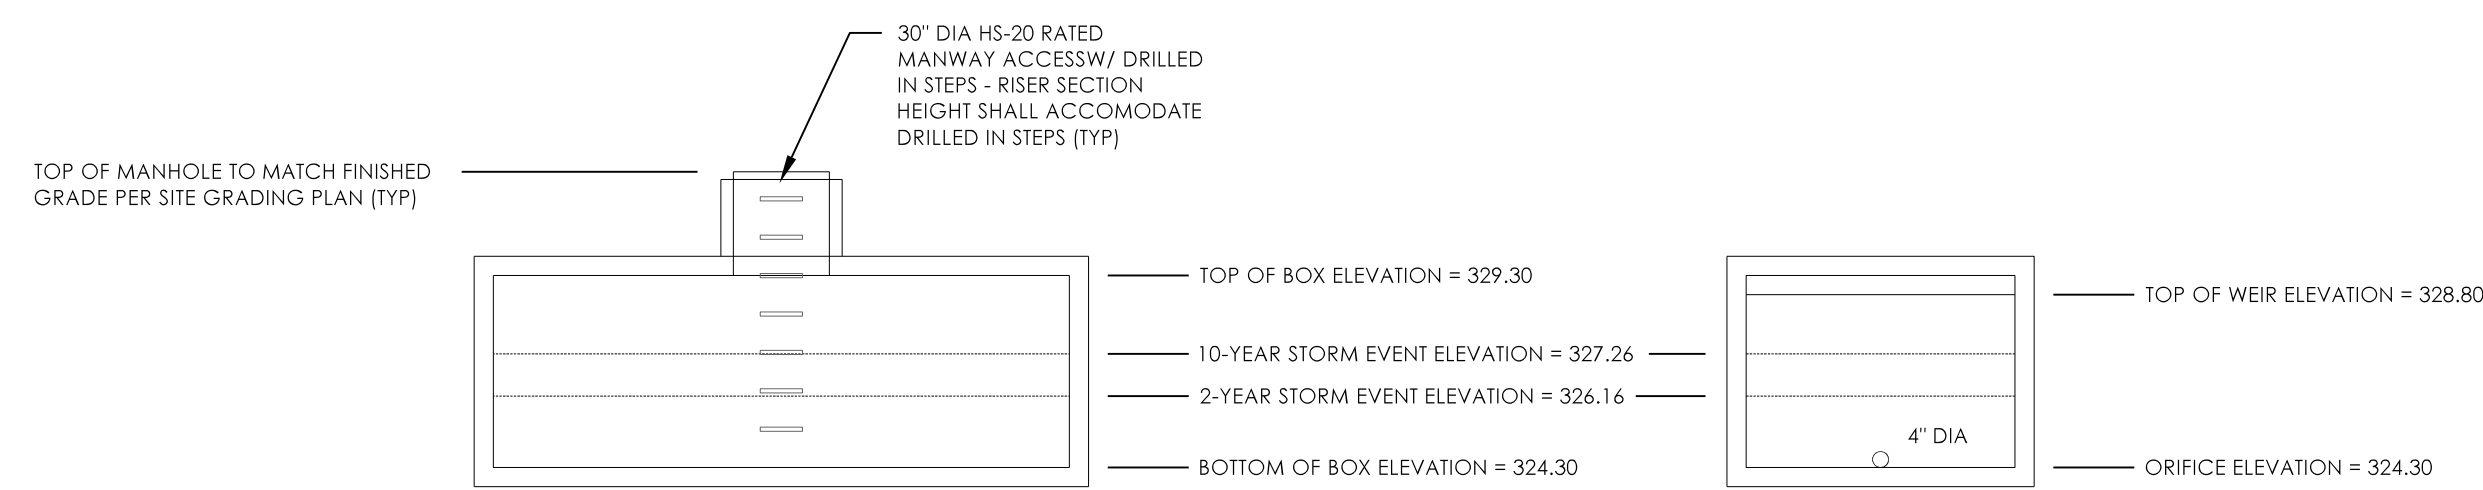 30" DIA HS-20 RATED
MANWAY ACCESSW/ DRILLED
IN STEPS - RISER SECTION
HEIGHT SHALL ACCOMODATE
DRILLED IN STEPS (TYP)
TOP OF MANHOLE TO MATCH FINISHED
GRADE PER SITE GRADING PLAN (TYP)
TOP OF BOX ELEVATION = 329.30
10-YEAR STORM EVENT ELEVATION = 327.26
2-YEAR STORM EVENT ELEVATION = 326.16
BOTTOM OF BOX ELEVATION = 324.30
TOP OF WEIR ELEVATION = 328.80
4" DIA
ORIFICE ELEVATION = 324.30